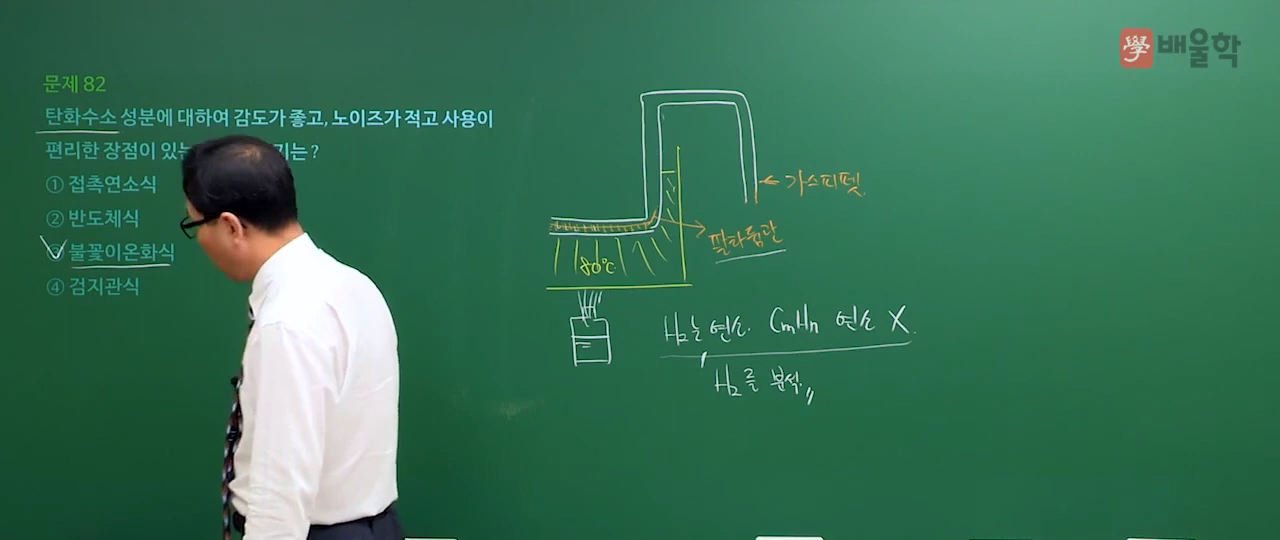 學 배울학
문제 82
탄화수소 성분에 대하여 감도가 좋고, 노이즈가 적고 사용이
편리한 장점이 있는 기는?
① 접촉연소식
② 반도체식
③ 불꽃이온화식
④ 검지관식
← 가스피펫
팔라듐관
80℃
H₂는 연소. CmHn 연소 X.
H₂를 분석.,,